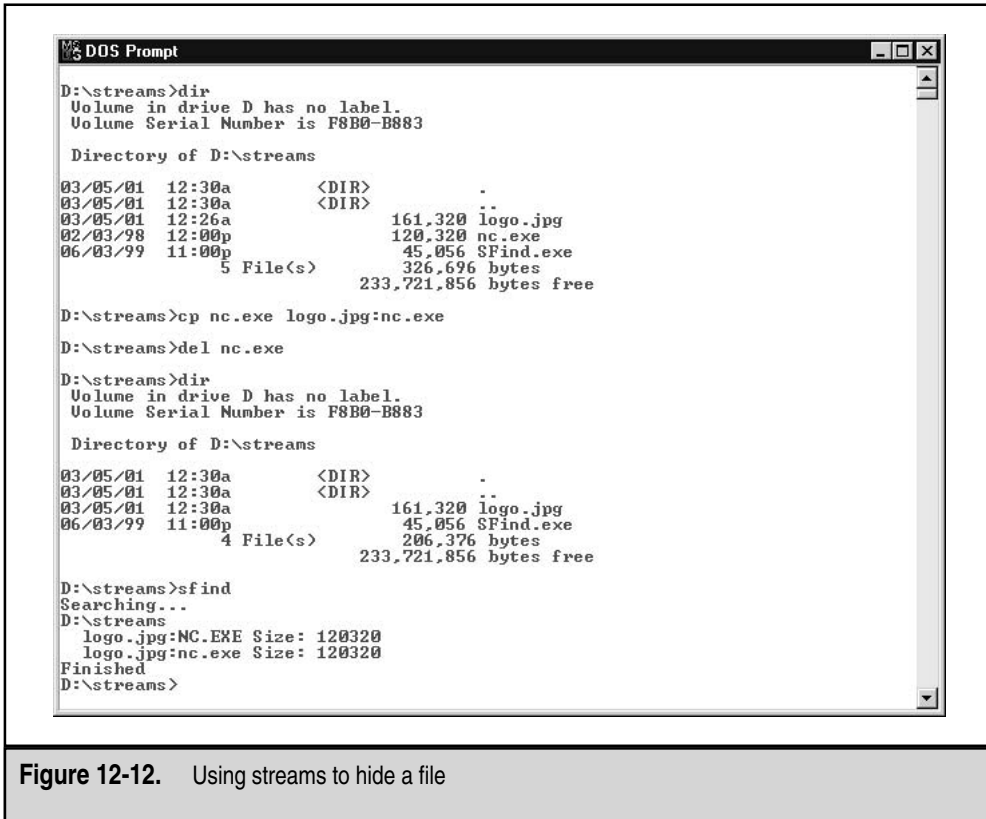 MS DOS Prompt
D:\streams>dir
Volume in drive D has no label.
Volume Serial Number is F8B0-B883
Directory of D:\streams
03/05/01 12:30a <DIR> .
03/05/01 12:30a <DIR> ..
03/05/01 12:26a 161,320 logo.jpg
02/03/98 12:00p 120,320 nc.exe
06/03/99 11:00p 45,056 SFind.exe
5 File(s) 326,696 bytes
233,721,856 bytes free
D:\streams>cp nc.exe logo.jpg:nc.exe
D:\streams>del nc.exe
D:\streams>dir
Volume in drive D has no label.
Volume Serial Number is F8B0-B883
Directory of D:\streams
03/05/01 12:30a <DIR> .
03/05/01 12:30a <DIR> ..
03/05/01 12:30a 161,320 logo.jpg
06/03/99 11:00p 45,056 SFind.exe
4 File(s) 206,376 bytes
233,721,856 bytes free
D:\streams>sfind
Searching...
D:\streams
logo.jpg:NC.EXE Size: 120320
logo.jpg:nc.exe Size: 120320
Finished
D:\streams>
Figure 12-12. Using streams to hide a file